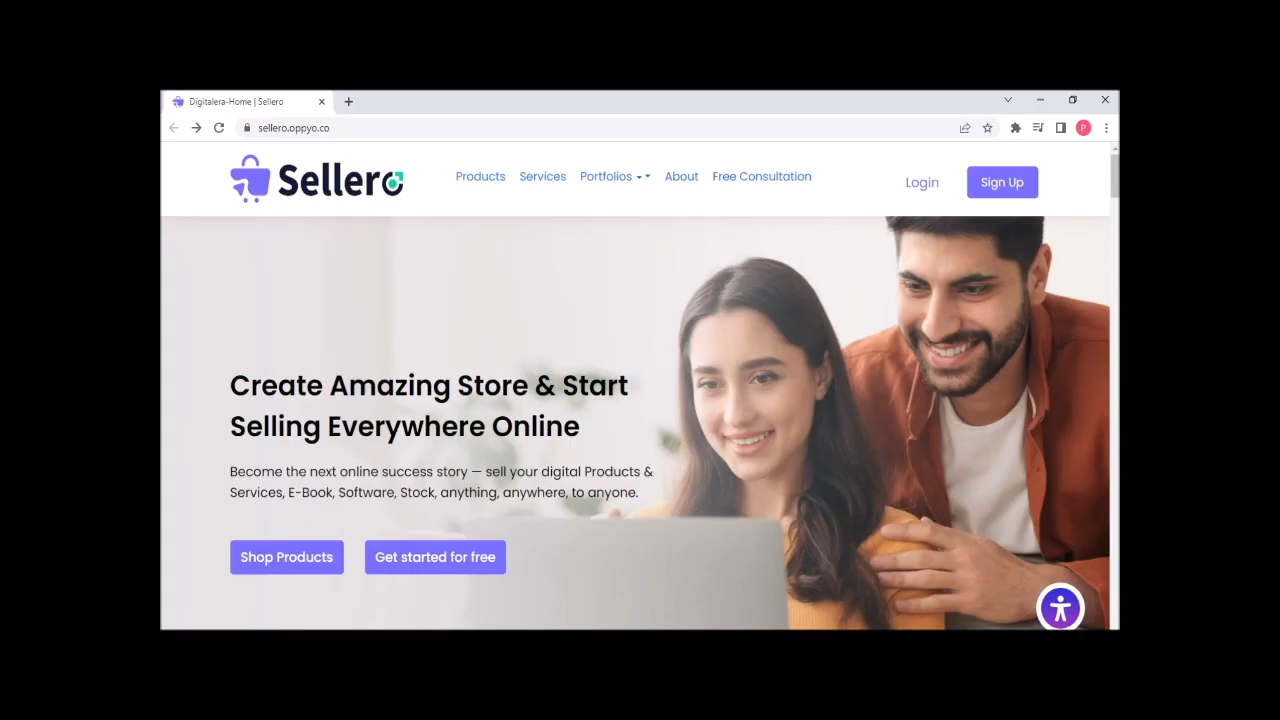 Digitalera-Home | Sellero
sellero.oppyo.co
P
Sellero
Products Services Portfolios About Free Consultation
Login Sign Up
Create Amazing Store & Start
Selling Everywhere Online
Become the next online success story — sell your digital Products &
Services, E-Book, Software, Stock, anything, anywhere, to anyone.
Shop Products Get started for free